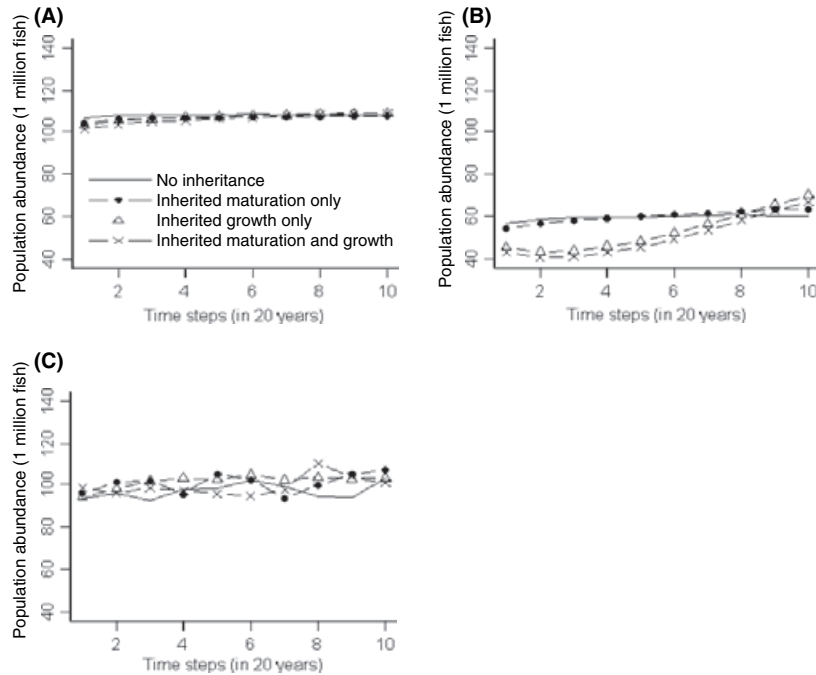 (A)
Population abundance (1 million fish)
140
120
100
80
60
40
No inheritance
Inherited maturation only
Inherited growth only
Inherited maturation and growth
2 4 6 8 10
Time steps (in 20 years)
(B)
Population abundance (1 million fish)
140
120
100
80
60
40
2 4 6 8 10
Time steps (in 20 years)
(C)
Population abundance (1 million fish)
140
120
100
80
60
40
2 4 6 8 10
Time steps (in 20 years)